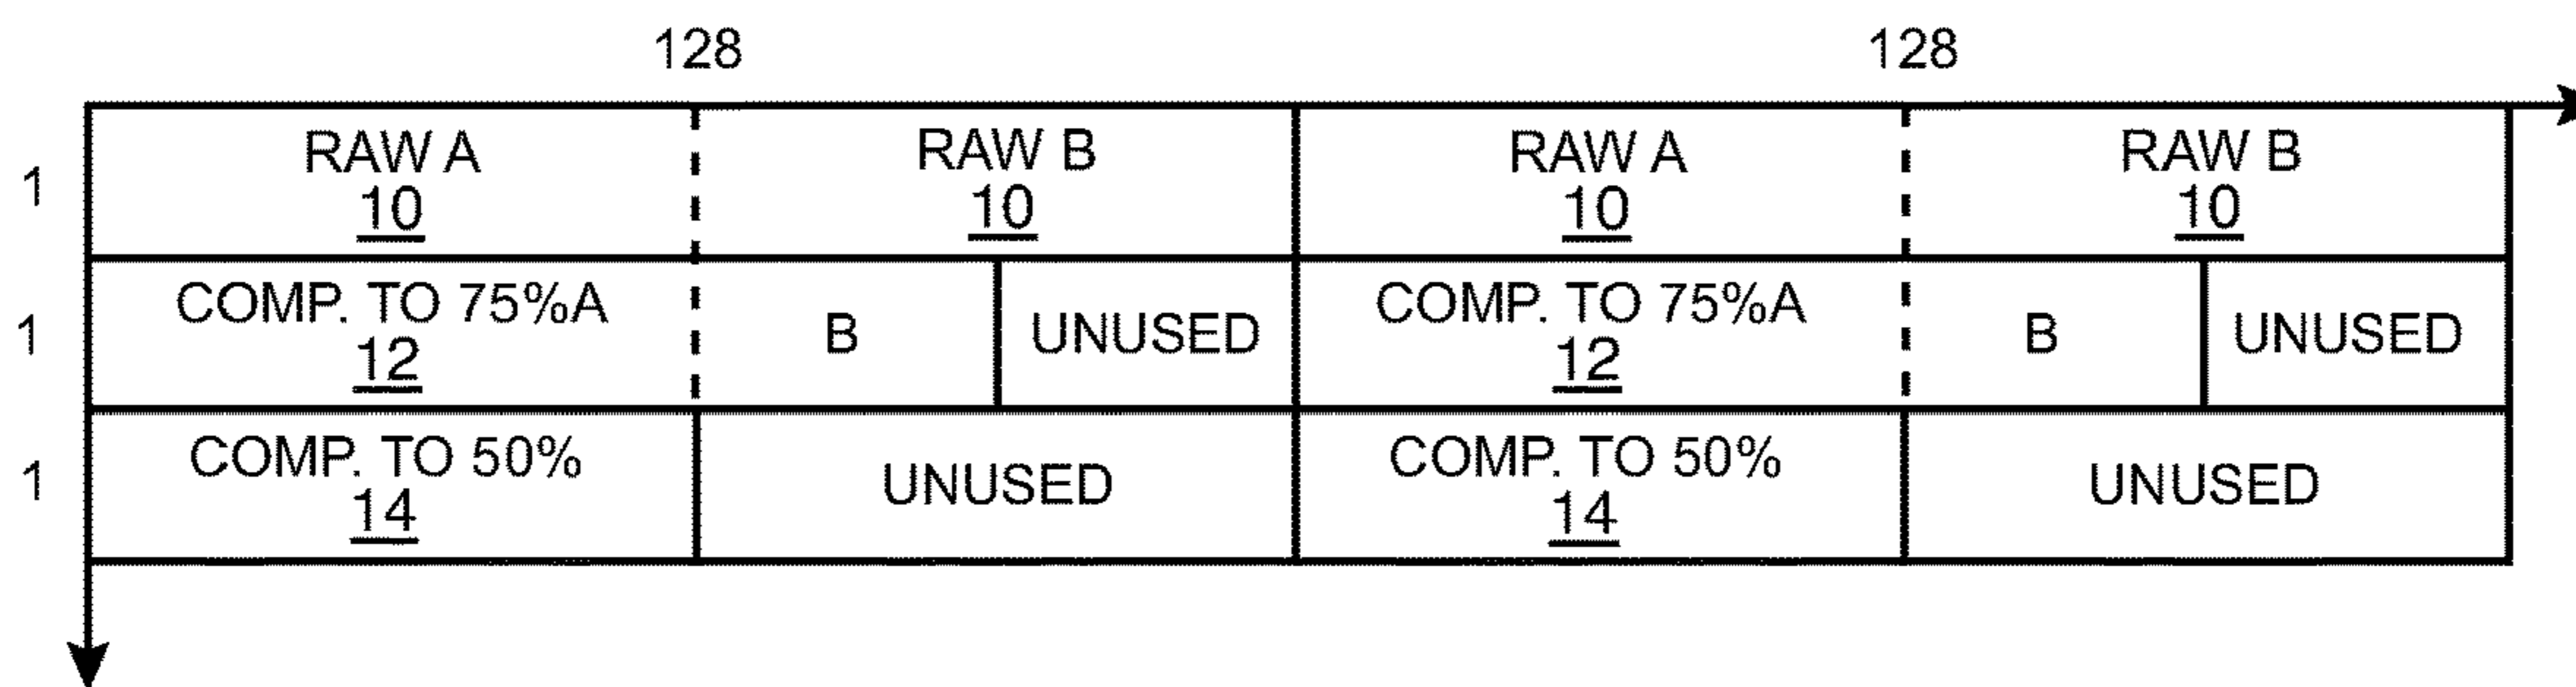 128 128
1 RAW A RAW B RAW A RAW B
10 10 10 10
1 COMP. TO 75%A B UNUSED COMP. TO 75%A B UNUSED
12 12
1 COMP. TO 50% UNUSED COMP. TO 50% UNUSED
14 14